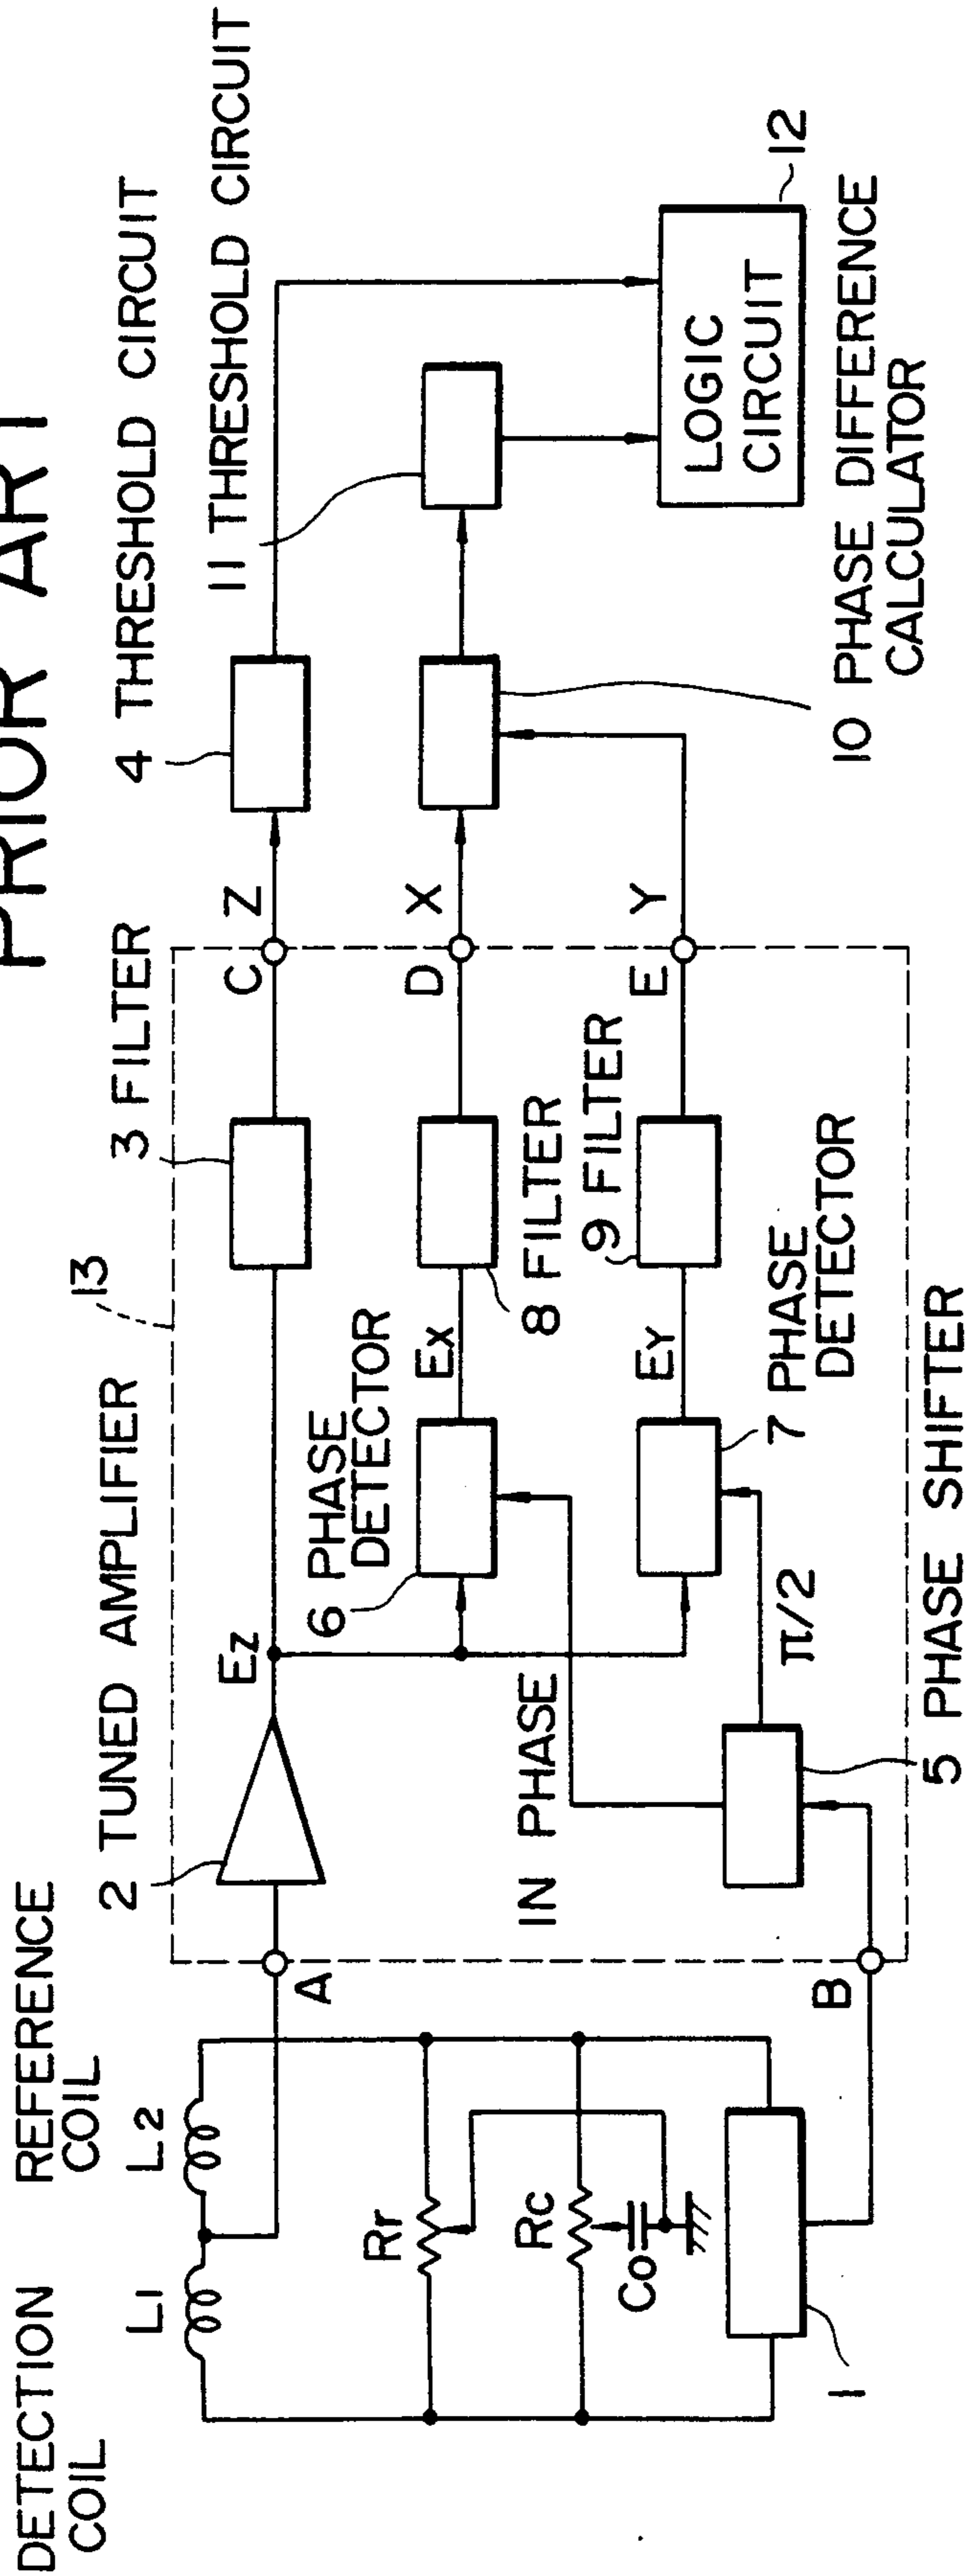 PRIOR ART
DETECTION
COIL
REFERENCE
COIL
L1
L2
Rr
Rc
Co
1
A
B
2 TUNED AMPLIFIER
13
3 FILTER
4 THRESHOLD CIRCUIT
11 THRESHOLD CIRCUIT
Ez
C
Z
6 PHASE
DETECTOR
Ex
8 FILTER
D
X
IN PHASE
π/2
EY
9 FILTER
E
Y
7 PHASE
DETECTOR
5 PHASE SHIFTER
10 PHASE DIFFERENCE
CALCULATOR
LOGIC
CIRCUIT
12